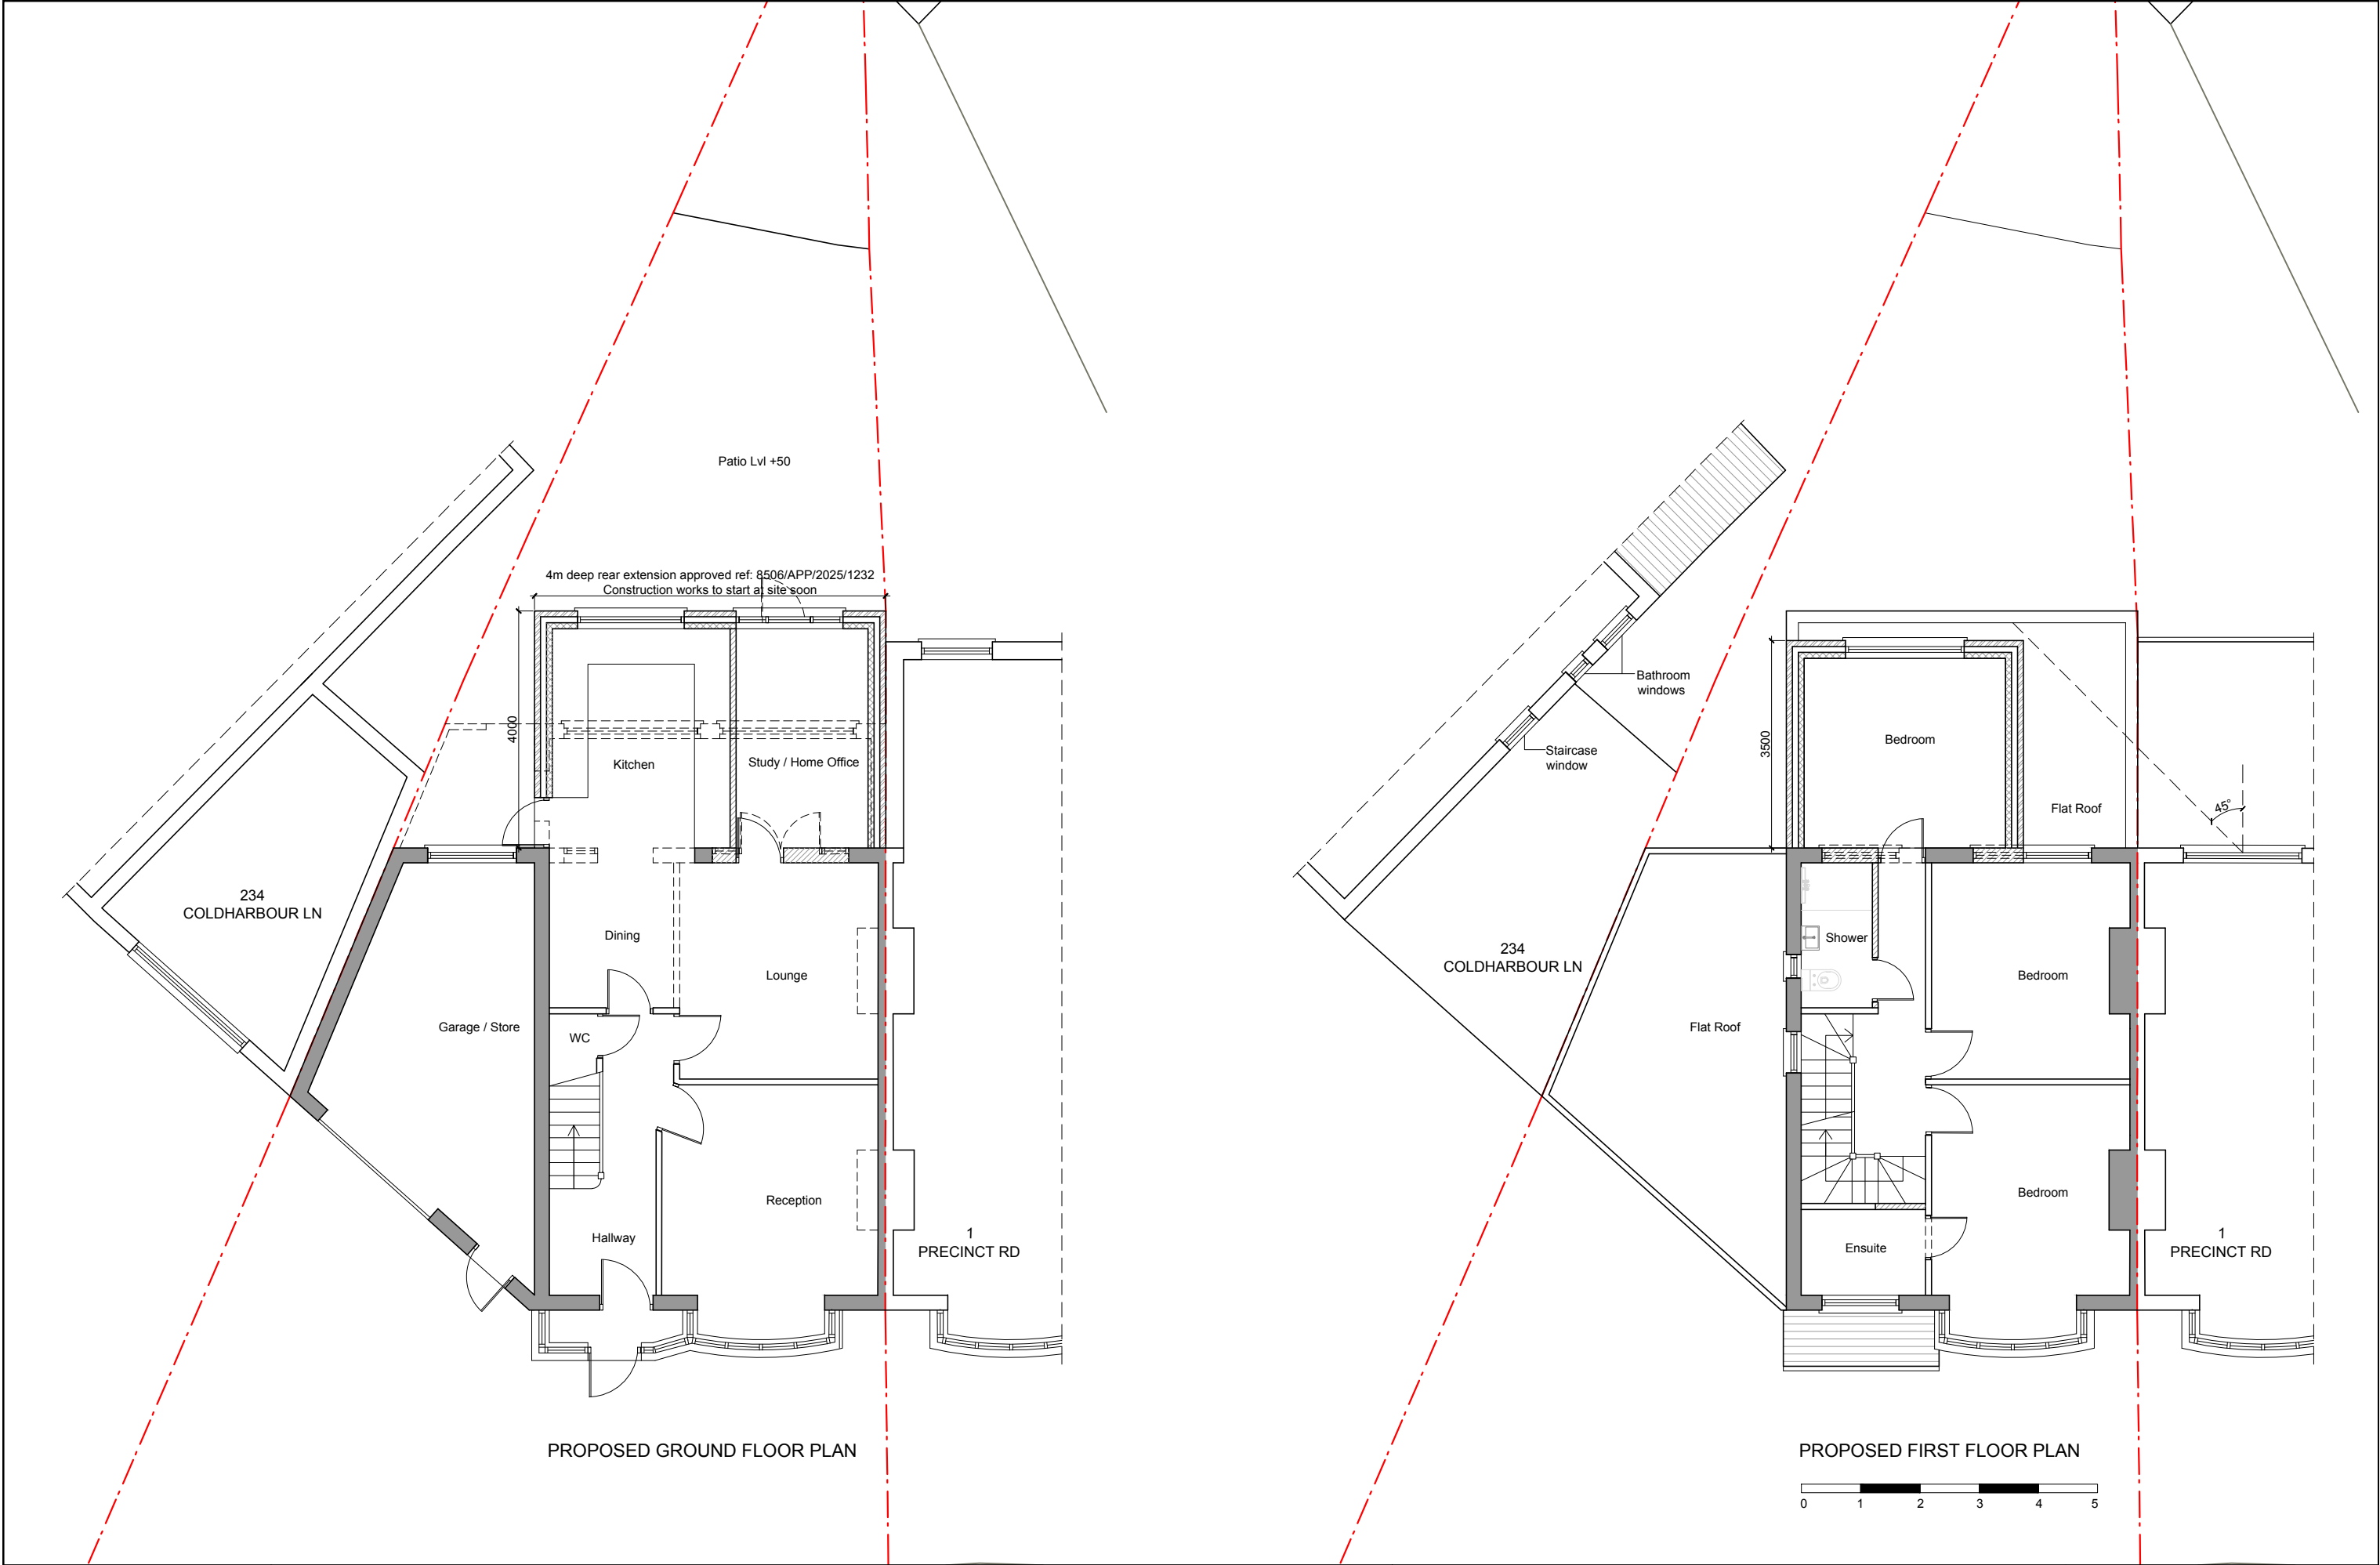 Patio Lvl +50
4m deep rear extension approved ref: 8506/APP/2025/1232
Construction works to start at site soon
4000
Kitchen
Study / Home Office
234
COLDHARBOUR LN
Dining
Lounge
Garage / Store
WC
Reception
Hallway
1
PRECINCT RD
PROPOSED GROUND FLOOR PLAN
Bathroom
windows
Staircase
window
3500
Bedroom
Flat Roof
45°
234
COLDHARBOUR LN
Shower
Bedroom
Flat Roof
Bedroom
Ensuite
1
PRECINCT RD
PROPOSED FIRST FLOOR PLAN
0 1 2 3 4 5